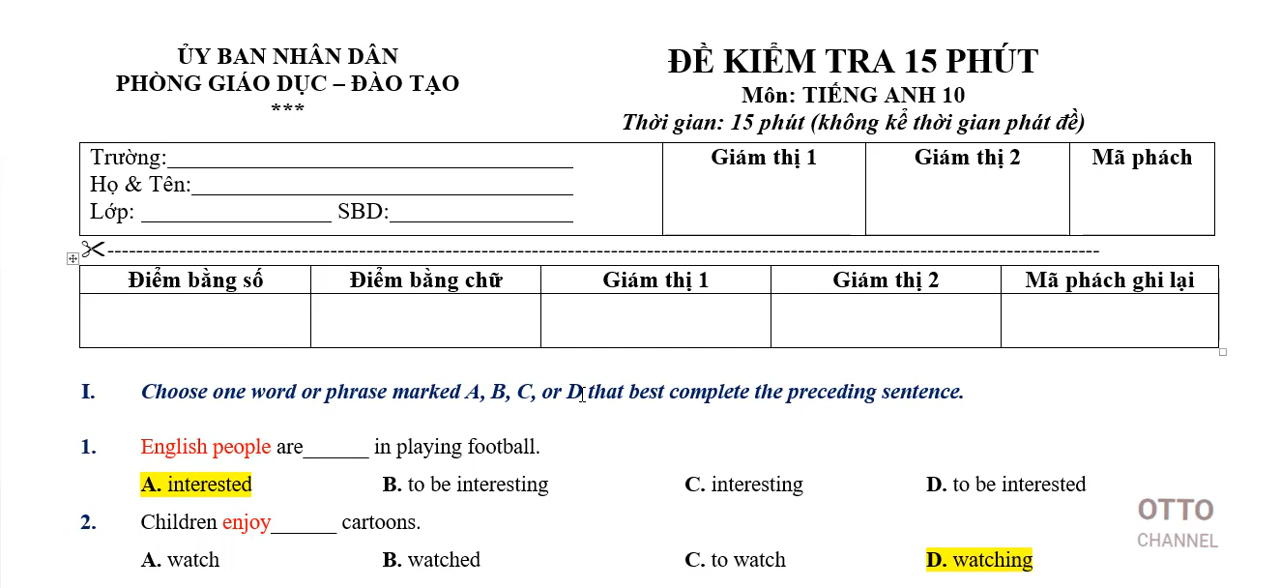 ỦY BAN NHÂN DÂN
PHÒNG GIÁO DỤC – ĐÀO TẠO
***
ĐỀ KIỂM TRA 15 PHÚT
Môn: TIẾNG ANH 10
Thời gian: 15 phút (không kể thời gian phát đề)
Trường:
Họ & Tên:
Lớp: SBD:
Giám thị 1 Giám thị 2 Mã phách
Điểm bằng số Điểm bằng chữ Giám thị 1 Giám thị 2 Mã phách ghi lại
I. Choose one word or phrase marked A, B, C, or D that best complete the preceding sentence.
1. English people are______ in playing football.
A. interested B. to be interesting C. interesting D. to be interested
2. Children enjoy______ cartoons.
A. watch B. watched C. to watch D. watching
OTTO
CHANNEL